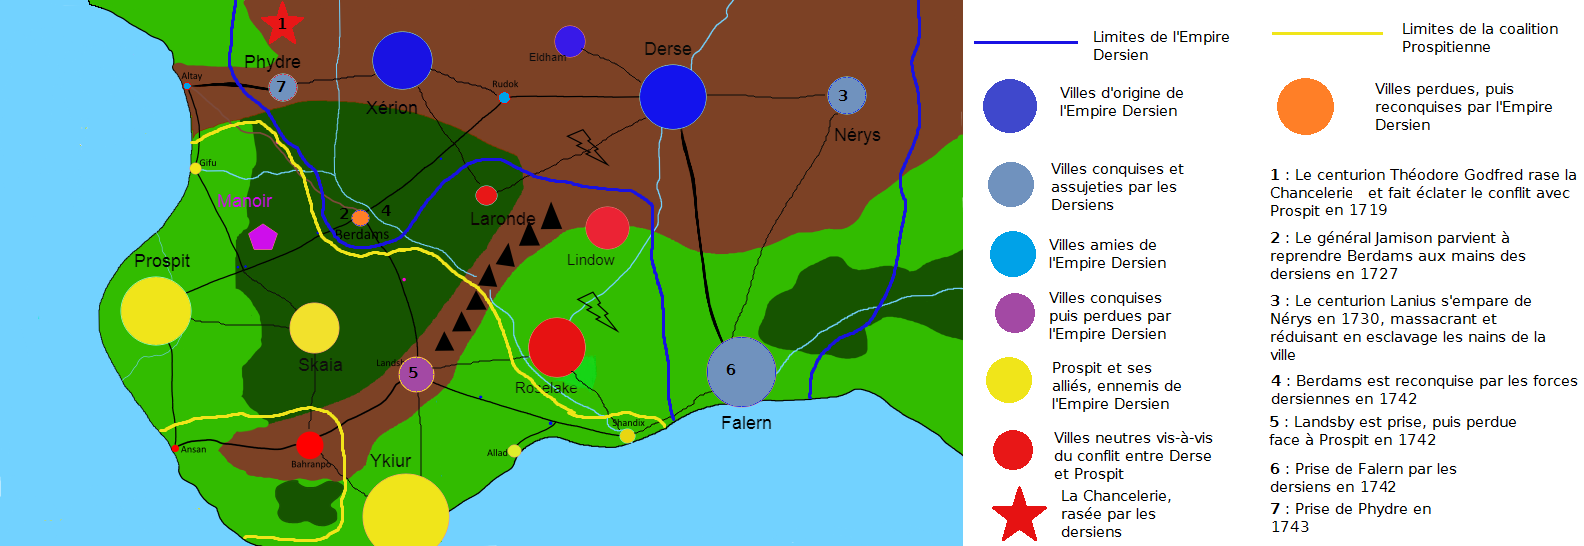 1
Phydre
Altay
7
Xérion
Eldham
Derse
Rudok
3
Nérys
Gifu
Manoir
2
4
Berdams
Laronde
Lindow
Prospit
Skaia
Landsb
5
Roselake
6
Falern
Shandix
Allad
Ansan
Bahranpo
Ykiur
Limites de l'Empire
Dersien
Villes d'origine de
l'Empire Dersien
Villes conquises et
assujeties par les
Dersiens
Villes amies de
l'Empire Dersien
Villes conquises
puis perdues par
l'Empire Dersien
Prospit et ses
alliés, ennemis de
l'Empire Dersien
Villes neutres vis-à-vis
du conflit entre Derse
et Prospit
La Chancelerie,
rasée par les
dersiens
Limites de la coalition
Prospitienne
Villes perdues, puis
reconquises par l'Empire
Dersien
1 : Le centurion Théodore Godfred rase la
Chancelerie et fait éclater le conflit avec
Prospit en 1719
2 : Le général Jamison parvient à
reprendre Berdams aux mains des
dersiens en 1727
3 : Le centurion Lanius s'empare de
Nérys en 1730, massacrant et
réduisant en esclavage les nains de la
ville
4 : Berdams est reconquise par les forces
dersiennes en 1742
5 : Landsby est prise, puis perdue
face à Prospit en 1742
6 : Prise de Falern par les
dersiens en 1742
7 : Prise de Phydre en
1743